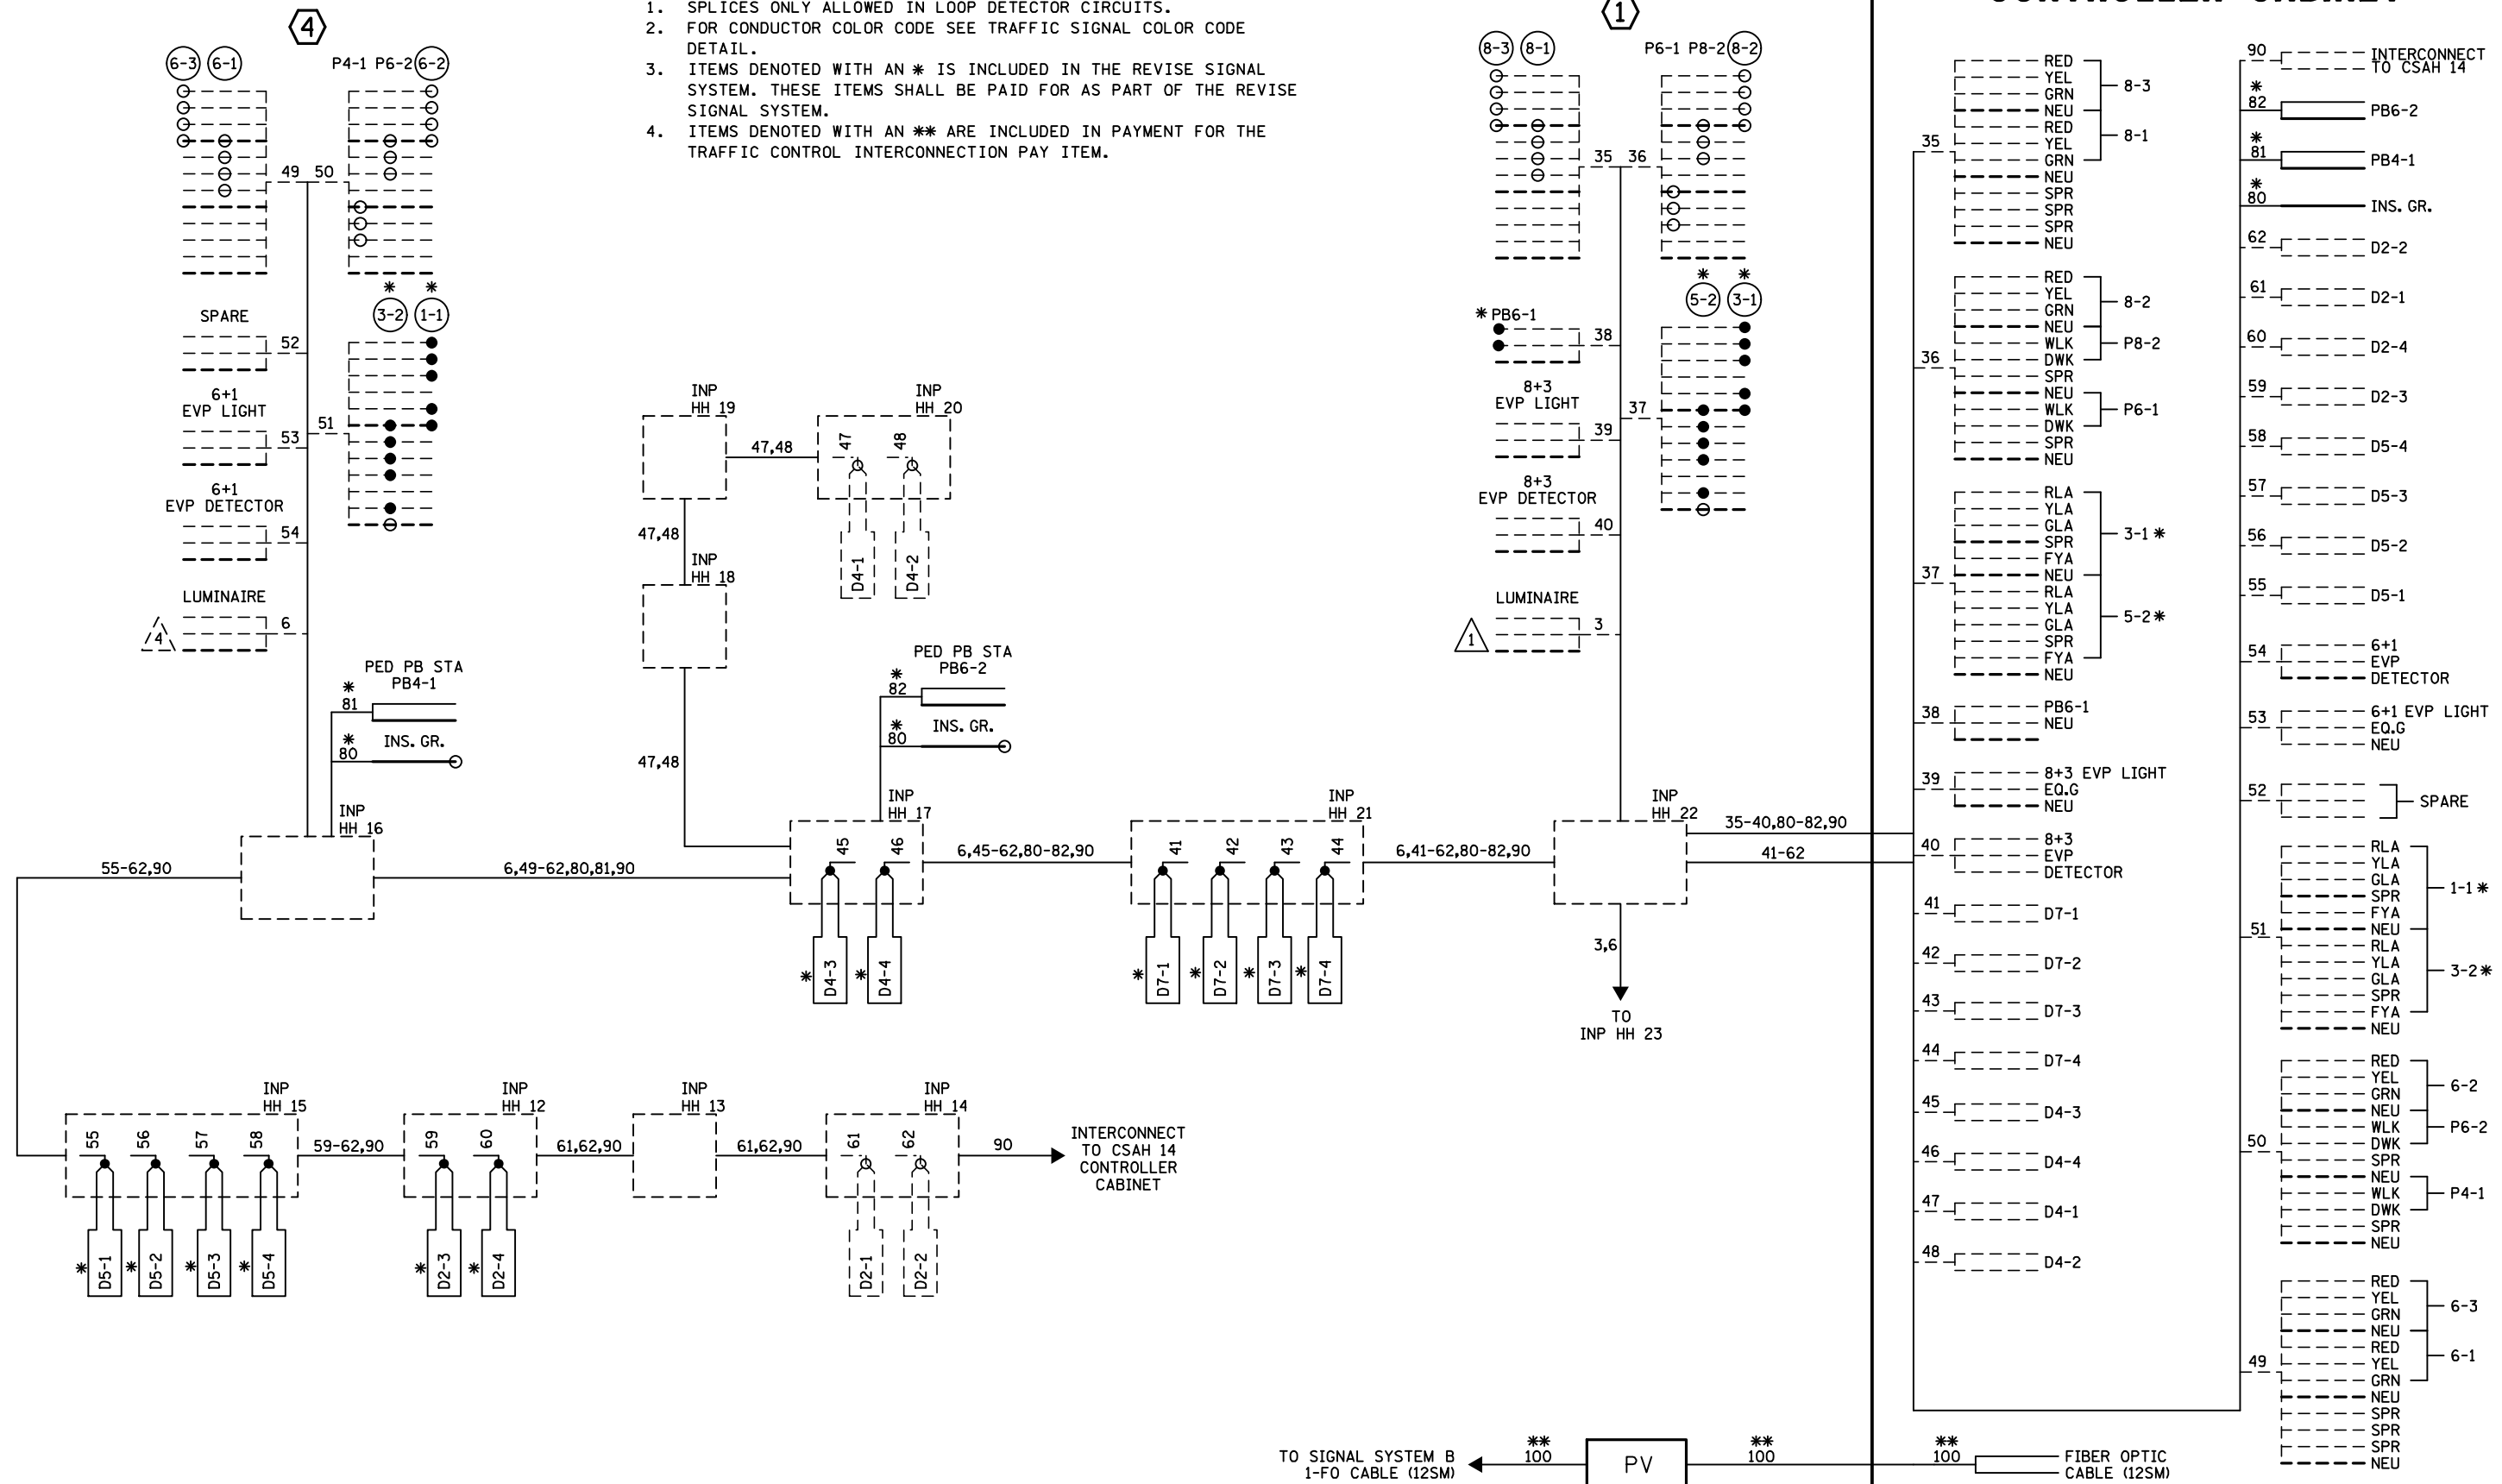 4
6-3 6-1 P4-1 P6-2 6-2
49 50
* *
3-2 1-1
SPARE
52
6+1
EVP LIGHT
53
51
6+1
EVP DETECTOR
54
LUMINAIRE
4
6
PED PB STA
PB4-1
*
81
*
80 INS. GR.
INP
HH 16
1. SPLICES ONLY ALLOWED IN LOOP DETECTOR CIRCUITS.
2. FOR CONDUCTOR COLOR CODE SEE TRAFFIC SIGNAL COLOR CODE
DETAIL.
3. ITEMS DENOTED WITH AN * IS INCLUDED IN THE REVISE SIGNAL
SYSTEM. THESE ITEMS SHALL BE PAID FOR AS PART OF THE REVISE
SIGNAL SYSTEM.
4. ITEMS DENOTED WITH AN ** ARE INCLUDED IN PAYMENT FOR THE
TRAFFIC CONTROL INTERCONNECTION PAY ITEM.
INP
HH 19
47,48
INP
HH 20
47 48
D4-1 D4-2
47,48
INP
HH 18
47,48
PED PB STA
PB6-2
*
82
*
80 INS. GR.
INP
HH 17
45 46
* D4-3 * D4-4
1
8-3 8-1 P6-1 P8-2 8-2
35 36
* *
5-2 3-1
* PB6-1
38
8+3
EVP LIGHT
37
39
8+3
EVP DETECTOR
40
LUMINAIRE
1
3
55-62,90
6,49-62,80,81,90
6,45-62,80-82,90
INP
HH 21
41 42 43 44
* D7-1 * D7-2 * D7-3 * D7-4
6,41-62,80-82,90
INP
HH 22
35-40,80-82,90
41-62
3,6
TO
INP HH 23
INP
HH 15
55 56 57 58
* D5-1 * D5-2 * D5-3 * D5-4
59-62,90
INP
HH 12
59 60
* D2-3 * D2-4
61,62,90
INP
HH 13
61,62,90
INP
HH 14
61 62
D2-1 D2-2
90
INTERCONNECT
TO CSAH 14
CONTROLLER
CABINET
TO SIGNAL SYSTEM B
1-FO CABLE (12SM)
**
100
PV
**
100
**
100
FIBER OPTIC
CABLE (12SM)
CONTROLLER CABINET
35
RED
YEL
GRN
NEU
8-3
RED
YEL
GRN
8-1
NEU
SPR
SPR
SPR
NEU
36
RED
YEL
GRN
NEU
8-2
WLK
DWK
P8-2
SPR
NEU
WLK
DWK
P6-1
SPR
NEU
37
RLA
YLA
GLA
SPR
FYA
NEU
3-1 *
RLA
YLA
GLA
SPR
FYA
5-2 *
NEU
38
PB6-1
NEU
39
8+3 EVP LIGHT
EQ.G
NEU
40
8+3
EVP
DETECTOR
41 D7-1
42 D7-2
43 D7-3
44 D7-4
45 D4-3
46 D4-4
47 D4-1
48 D4-2
90 INTERCONNECT
TO CSAH 14
*
82 PB6-2
*
81 PB4-1
*
80 INS. GR.
62 D2-2
61 D2-1
60 D2-4
59 D2-3
58 D5-4
57 D5-3
56 D5-2
55 D5-1
54
6+1
EVP
DETECTOR
53
6+1 EVP LIGHT
EQ.G
NEU
52 SPARE
51
RLA
YLA
GLA
SPR
FYA
NEU
1-1 *
RLA
YLA
GLA
SPR
FYA
3-2 *
NEU
50
RED
YEL
GRN
NEU
6-2
WLK
DWK
P6-2
SPR
NEU
WLK
DWK
P4-1
SPR
NEU
49
RED
YEL
GRN
NEU
6-3
RED
YEL
GRN
6-1
NEU
SPR
SPR
SPR
NEU